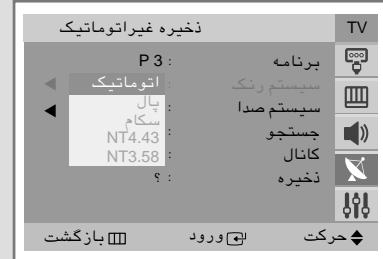 TV
ذخیره غیراتوماتیک
برنامه : P 3
سیستم رنگ : اتوماتیک
سیستم صدا : پال
سکام
جستجو : NT4.43
کانال : NT3.58
ذخیره : ؟
حرکت ورود بازگشت